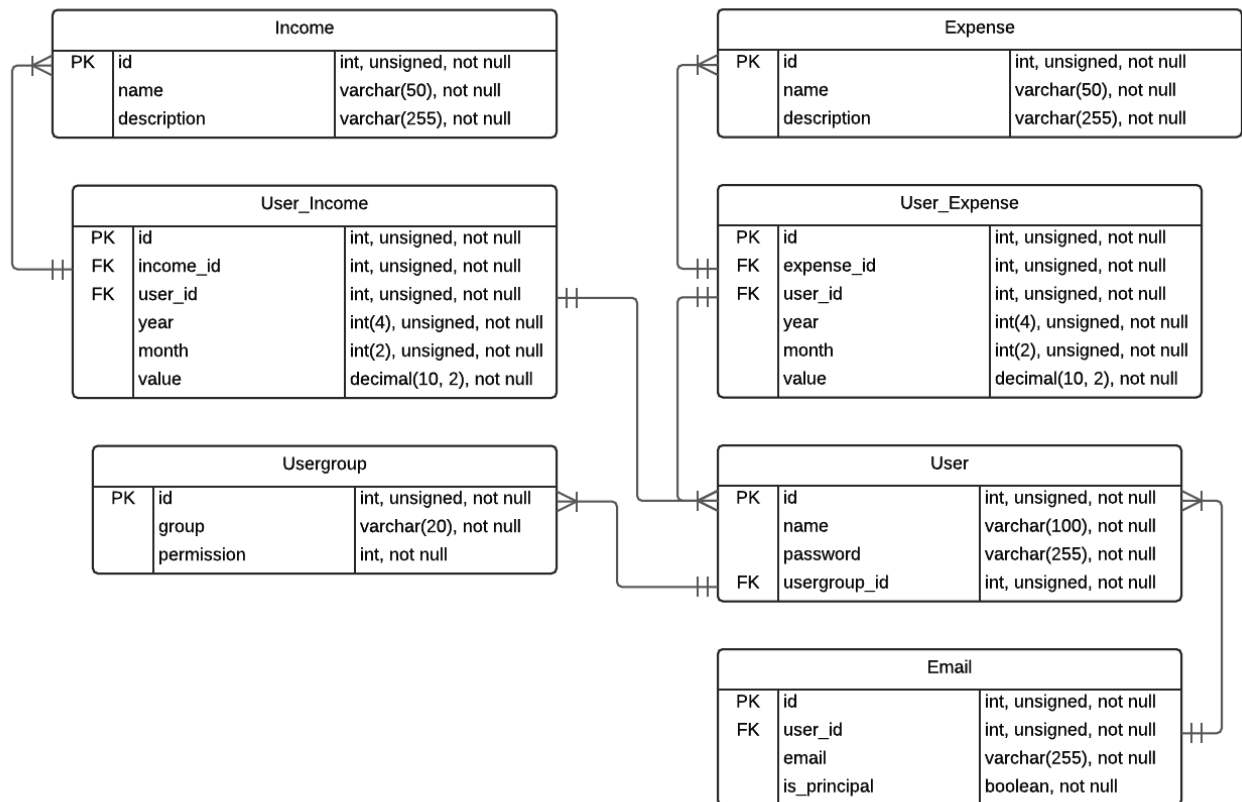 Income
PK id int, unsigned, not null
name varchar(50), not null
description varchar(255), not null
Expense
PK id int, unsigned, not null
name varchar(50), not null
description varchar(255), not null
User_Income
PK id int, unsigned, not null
FK income_id int, unsigned, not null
FK user_id int, unsigned, not null
year int(4), unsigned, not null
month int(2), unsigned, not null
value decimal(10, 2), not null
User_Expense
PK id int, unsigned, not null
FK expense_id int, unsigned, not null
FK user_id int, unsigned, not null
year int(4), unsigned, not null
month int(2), unsigned, not null
value decimal(10, 2), not null
Usergroup
PK id int, unsigned, not null
group varchar(20), not null
permission int, not null
User
PK id int, unsigned, not null
name varchar(100), not null
password varchar(255), not null
FK usergroup_id int, unsigned, not null
Email
PK id int, unsigned, not null
FK user_id int, unsigned, not null
email varchar(255), not null
is_principal boolean, not null